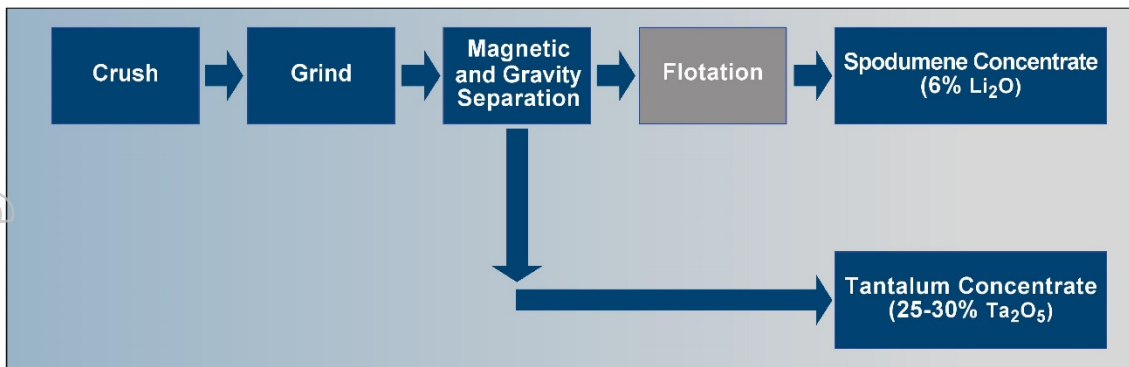 Crush
Grind
Magnetic
and Gravity
Separation
Flotation
Spodumene Concentrate
(6% Li₂O)
Tantalum Concentrate
(25-30% Ta₂O₅)